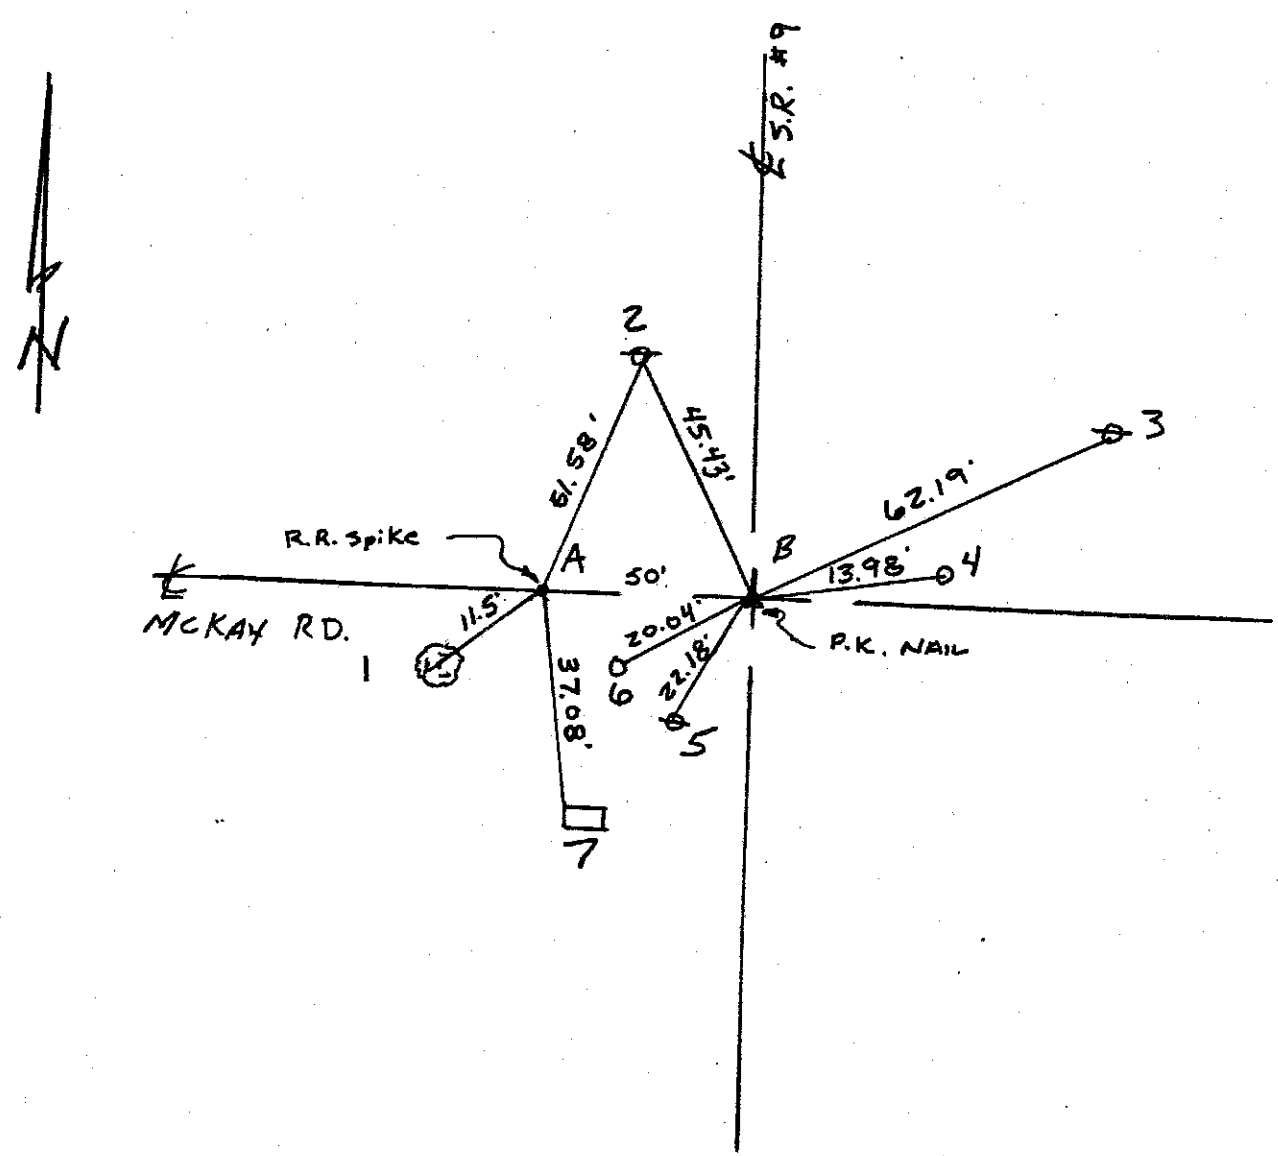 S.R. #9
℄
N
2
51.58'
45.43'
3
62.19'
R.R. spike
A
B
4
13.98'
50'
℄
McKAY RD.
11.5'
20.04'
P.K. NAIL
1
37.08'
22.18'
6
5
7